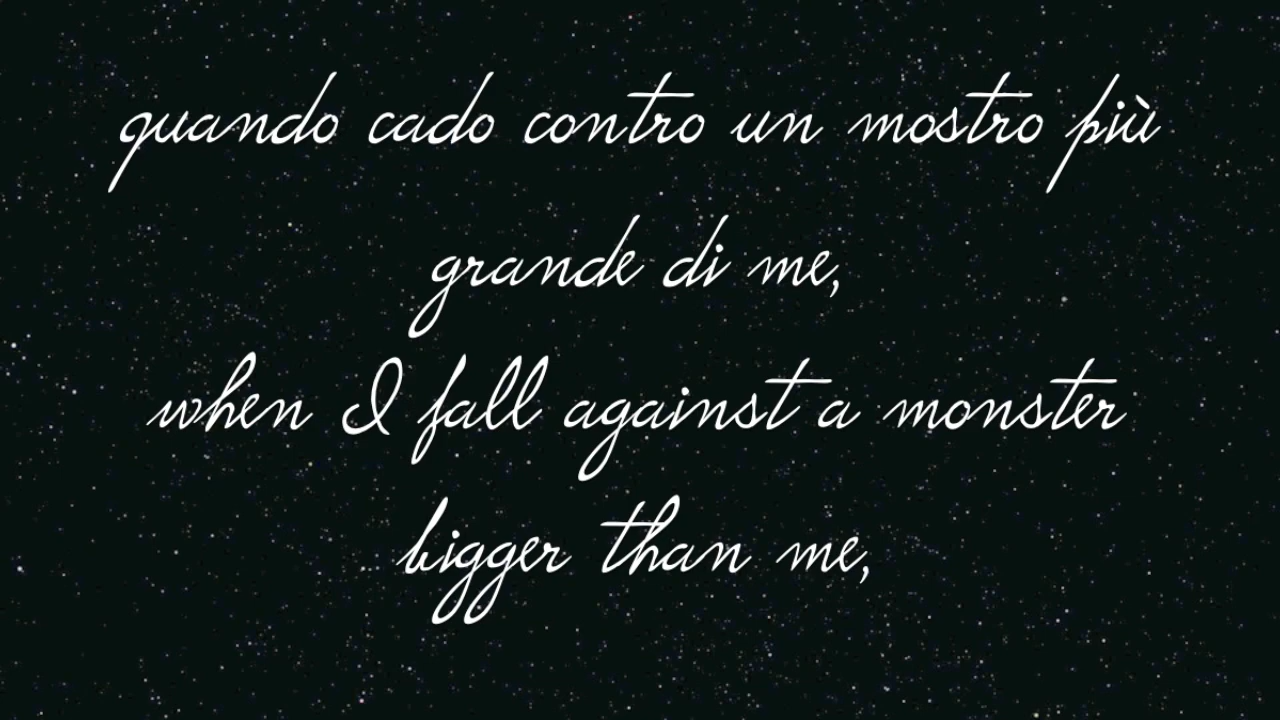 quando cado contro un mostro più
grande di me,
when I fall against a monster
bigger than me,